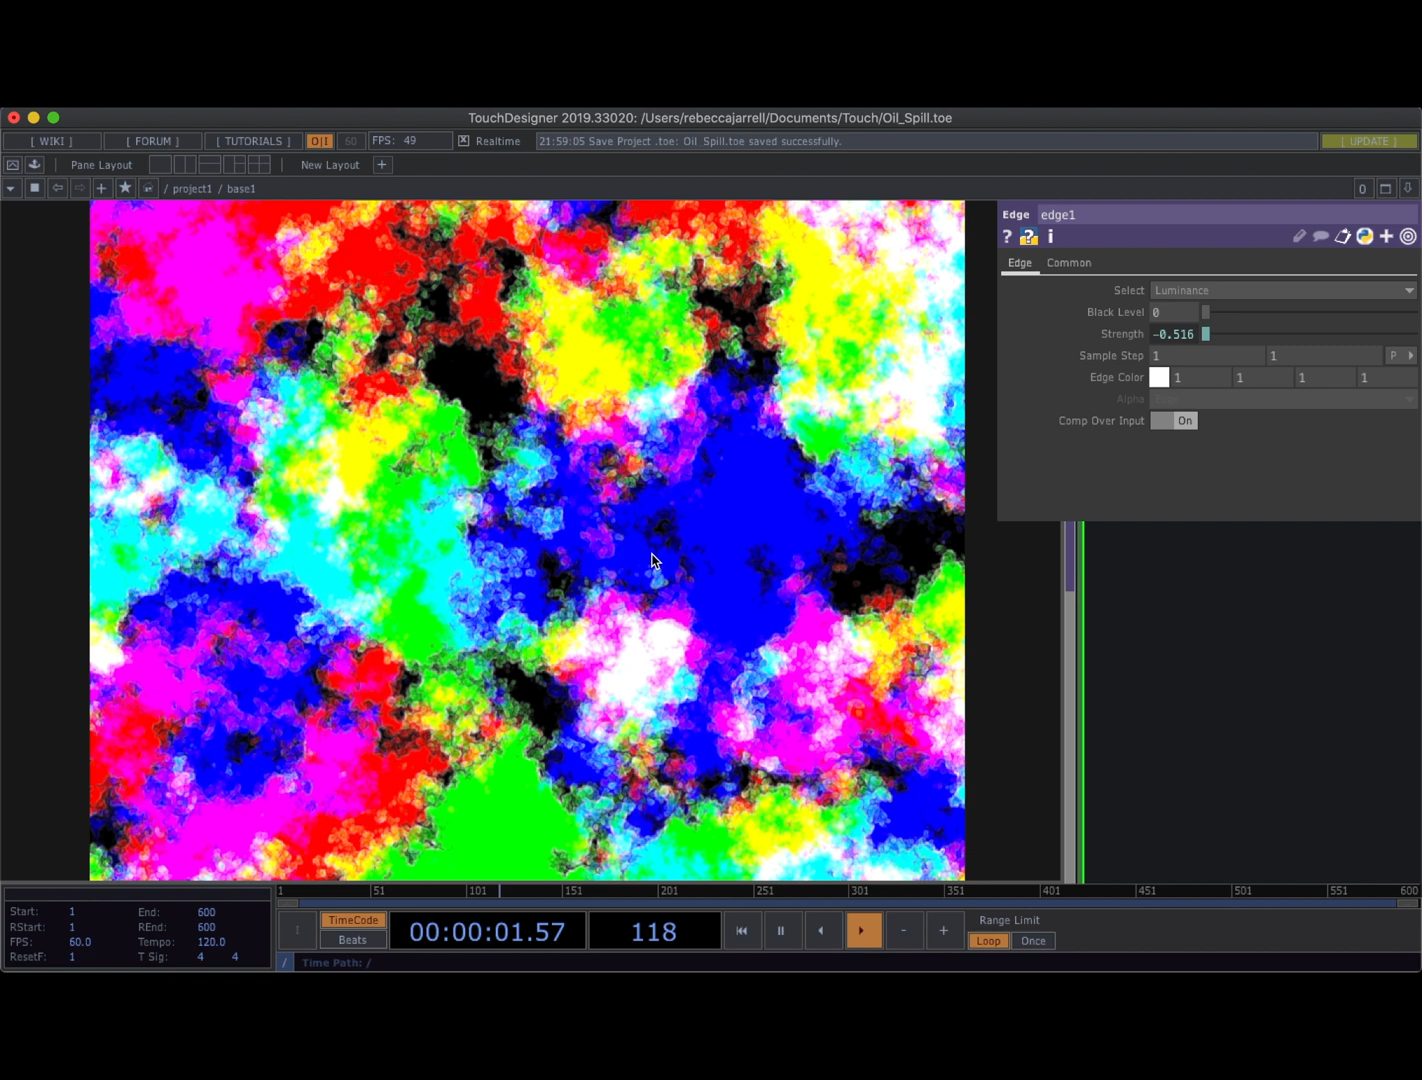 TouchDesigner 2019.33020: /Users/rebeccajarrell/Documents/Touch/Oil_Spill.toe
[ WIKI ] [ FORUM ] [ TUTORIALS ] O|I 60 FPS: 49 Realtime 21:59:05 Save Project .toe: Oil_Spill.toe saved successfully. [ UPDATE ]
Pane Layout New Layout +
/ project1 / base1 0
Edge edge1
? ? i
Edge Common
Select Luminance
Black Level 0
Strength -0.516
Sample Step 1 1 P
Edge Color 1 1 1 1
Alpha
Comp Over Input On
1 51 101 151 201 251 301 351 401 451 501 551 600
Start: 1 End: 600
RStart: 1 REnd: 600
FPS: 60.0 Tempo: 120.0
ResetF: 1 T Sig: 4 4
TimeCode
Beats
00:00:01.57 118
- +
Range Limit
Loop Once
/ Time Path: /